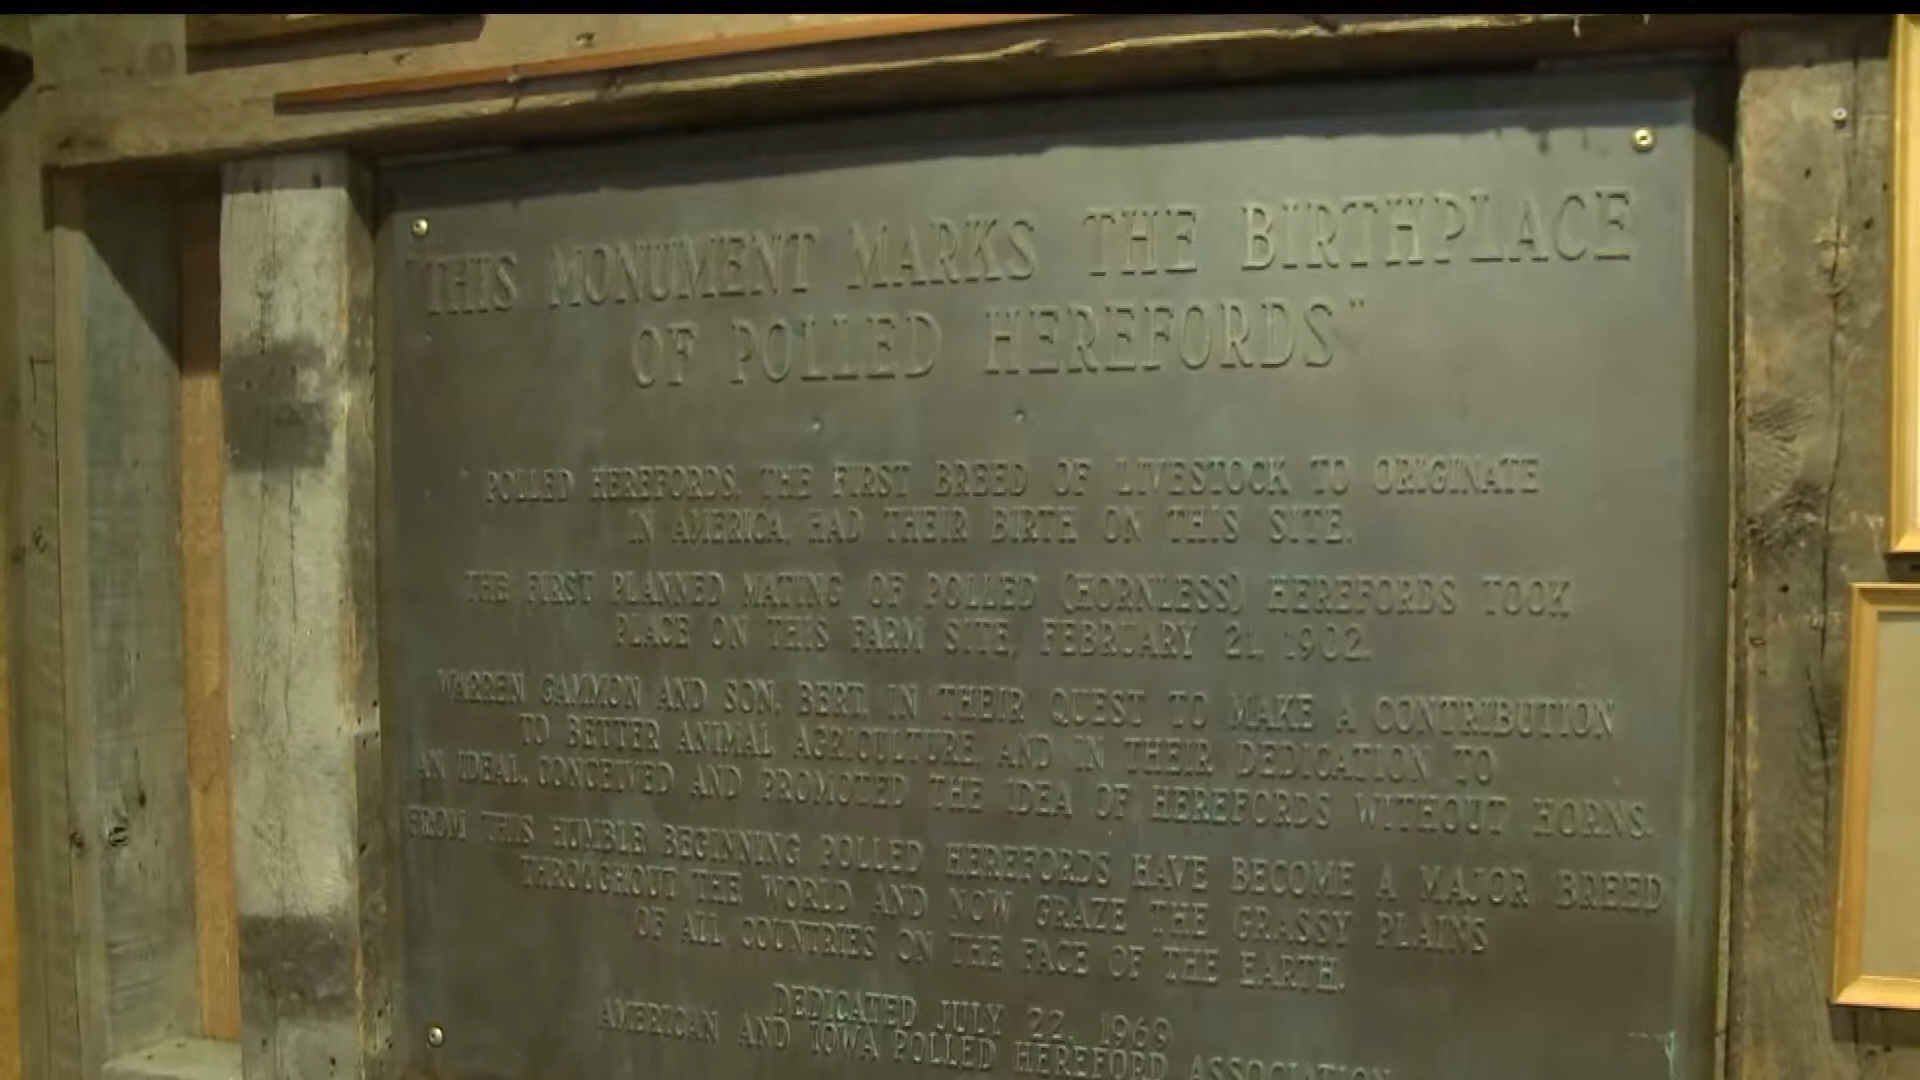 "THIS MONUMENT MARKS THE BIRTHPLACE
OF POLLED HEREFORDS"
POLLED HEREFORDS, THE FIRST BREED OF LIVESTOCK TO ORIGINATE
IN AMERICA, HAD THEIR BIRTH ON THIS SITE.
THE FIRST PLANNED MATING OF POLLED (HORNLESS) HEREFORDS TOOK
PLACE ON THIS FARM SITE, FEBRUARY 21, 1902.
WARREN GAMMON AND SON, BERT, IN THEIR QUEST TO MAKE A CONTRIBUTION
TO BETTER ANIMAL AGRICULTURE, AND IN THEIR DEDICATION TO
AN IDEAL, CONCEIVED AND PROMOTED THE IDEA OF HEREFORDS WITHOUT HORNS.
FROM THIS HUMBLE BEGINNING POLLED HEREFORDS HAVE BECOME A MAJOR BREED
THROUGHOUT THE WORLD AND NOW GRAZE THE GRASSY PLAINS
OF ALL COUNTRIES ON THE FACE OF THE EARTH.
DEDICATED JULY 22, 1969
AMERICAN AND IOWA POLLED HEREFORD ASSOCIATION